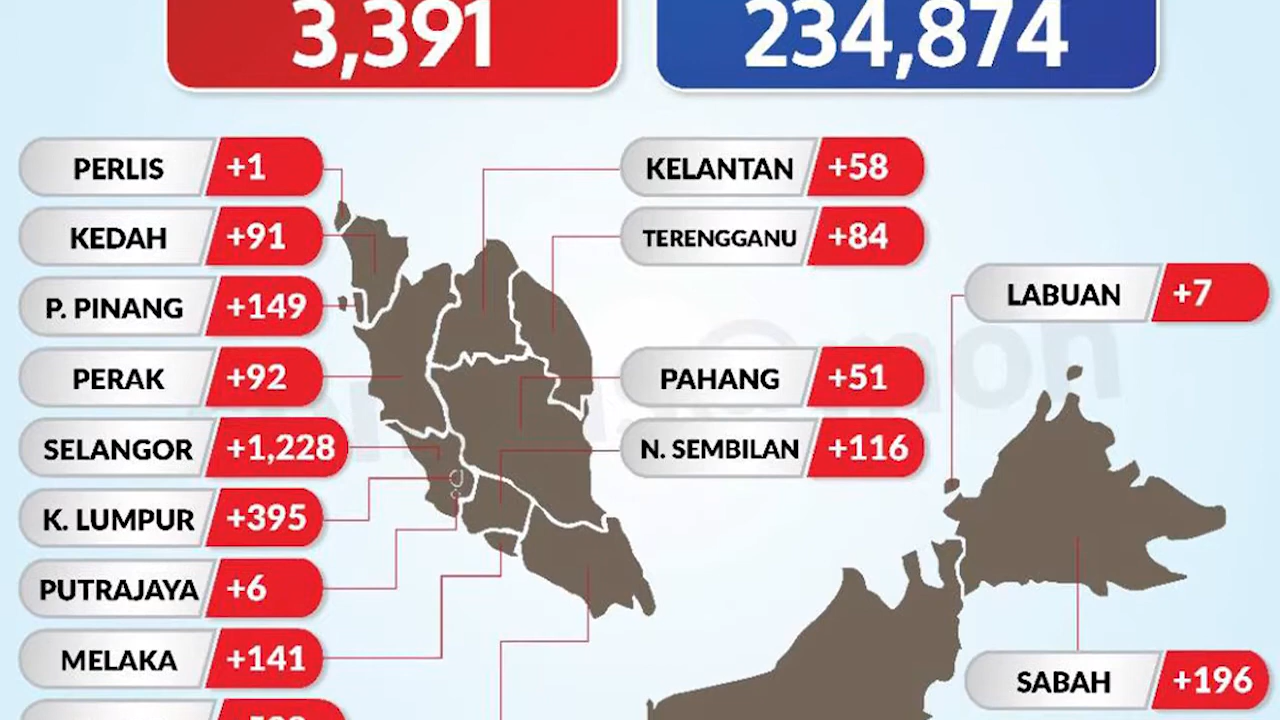 3,391
234,874
PERLIS +1
KEDAH +91
P. PINANG +149
PERAK +92
SELANGOR +1,228
K. LUMPUR +395
PUTRAJAYA +6
MELAKA +141
KELANTAN +58
TERENGGANU +84
PAHANG +51
N. SEMBILAN +116
LABUAN +7
SABAH +196